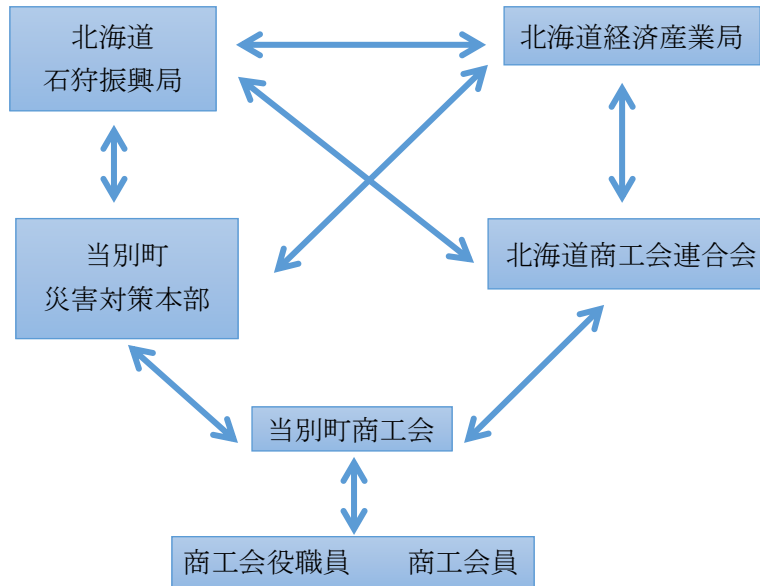 北海道
石狩振興局
北海道経済産業局
当別町
災害対策本部
北海道商工会連合会
当別町商工会
商工会役職員　　商工会員